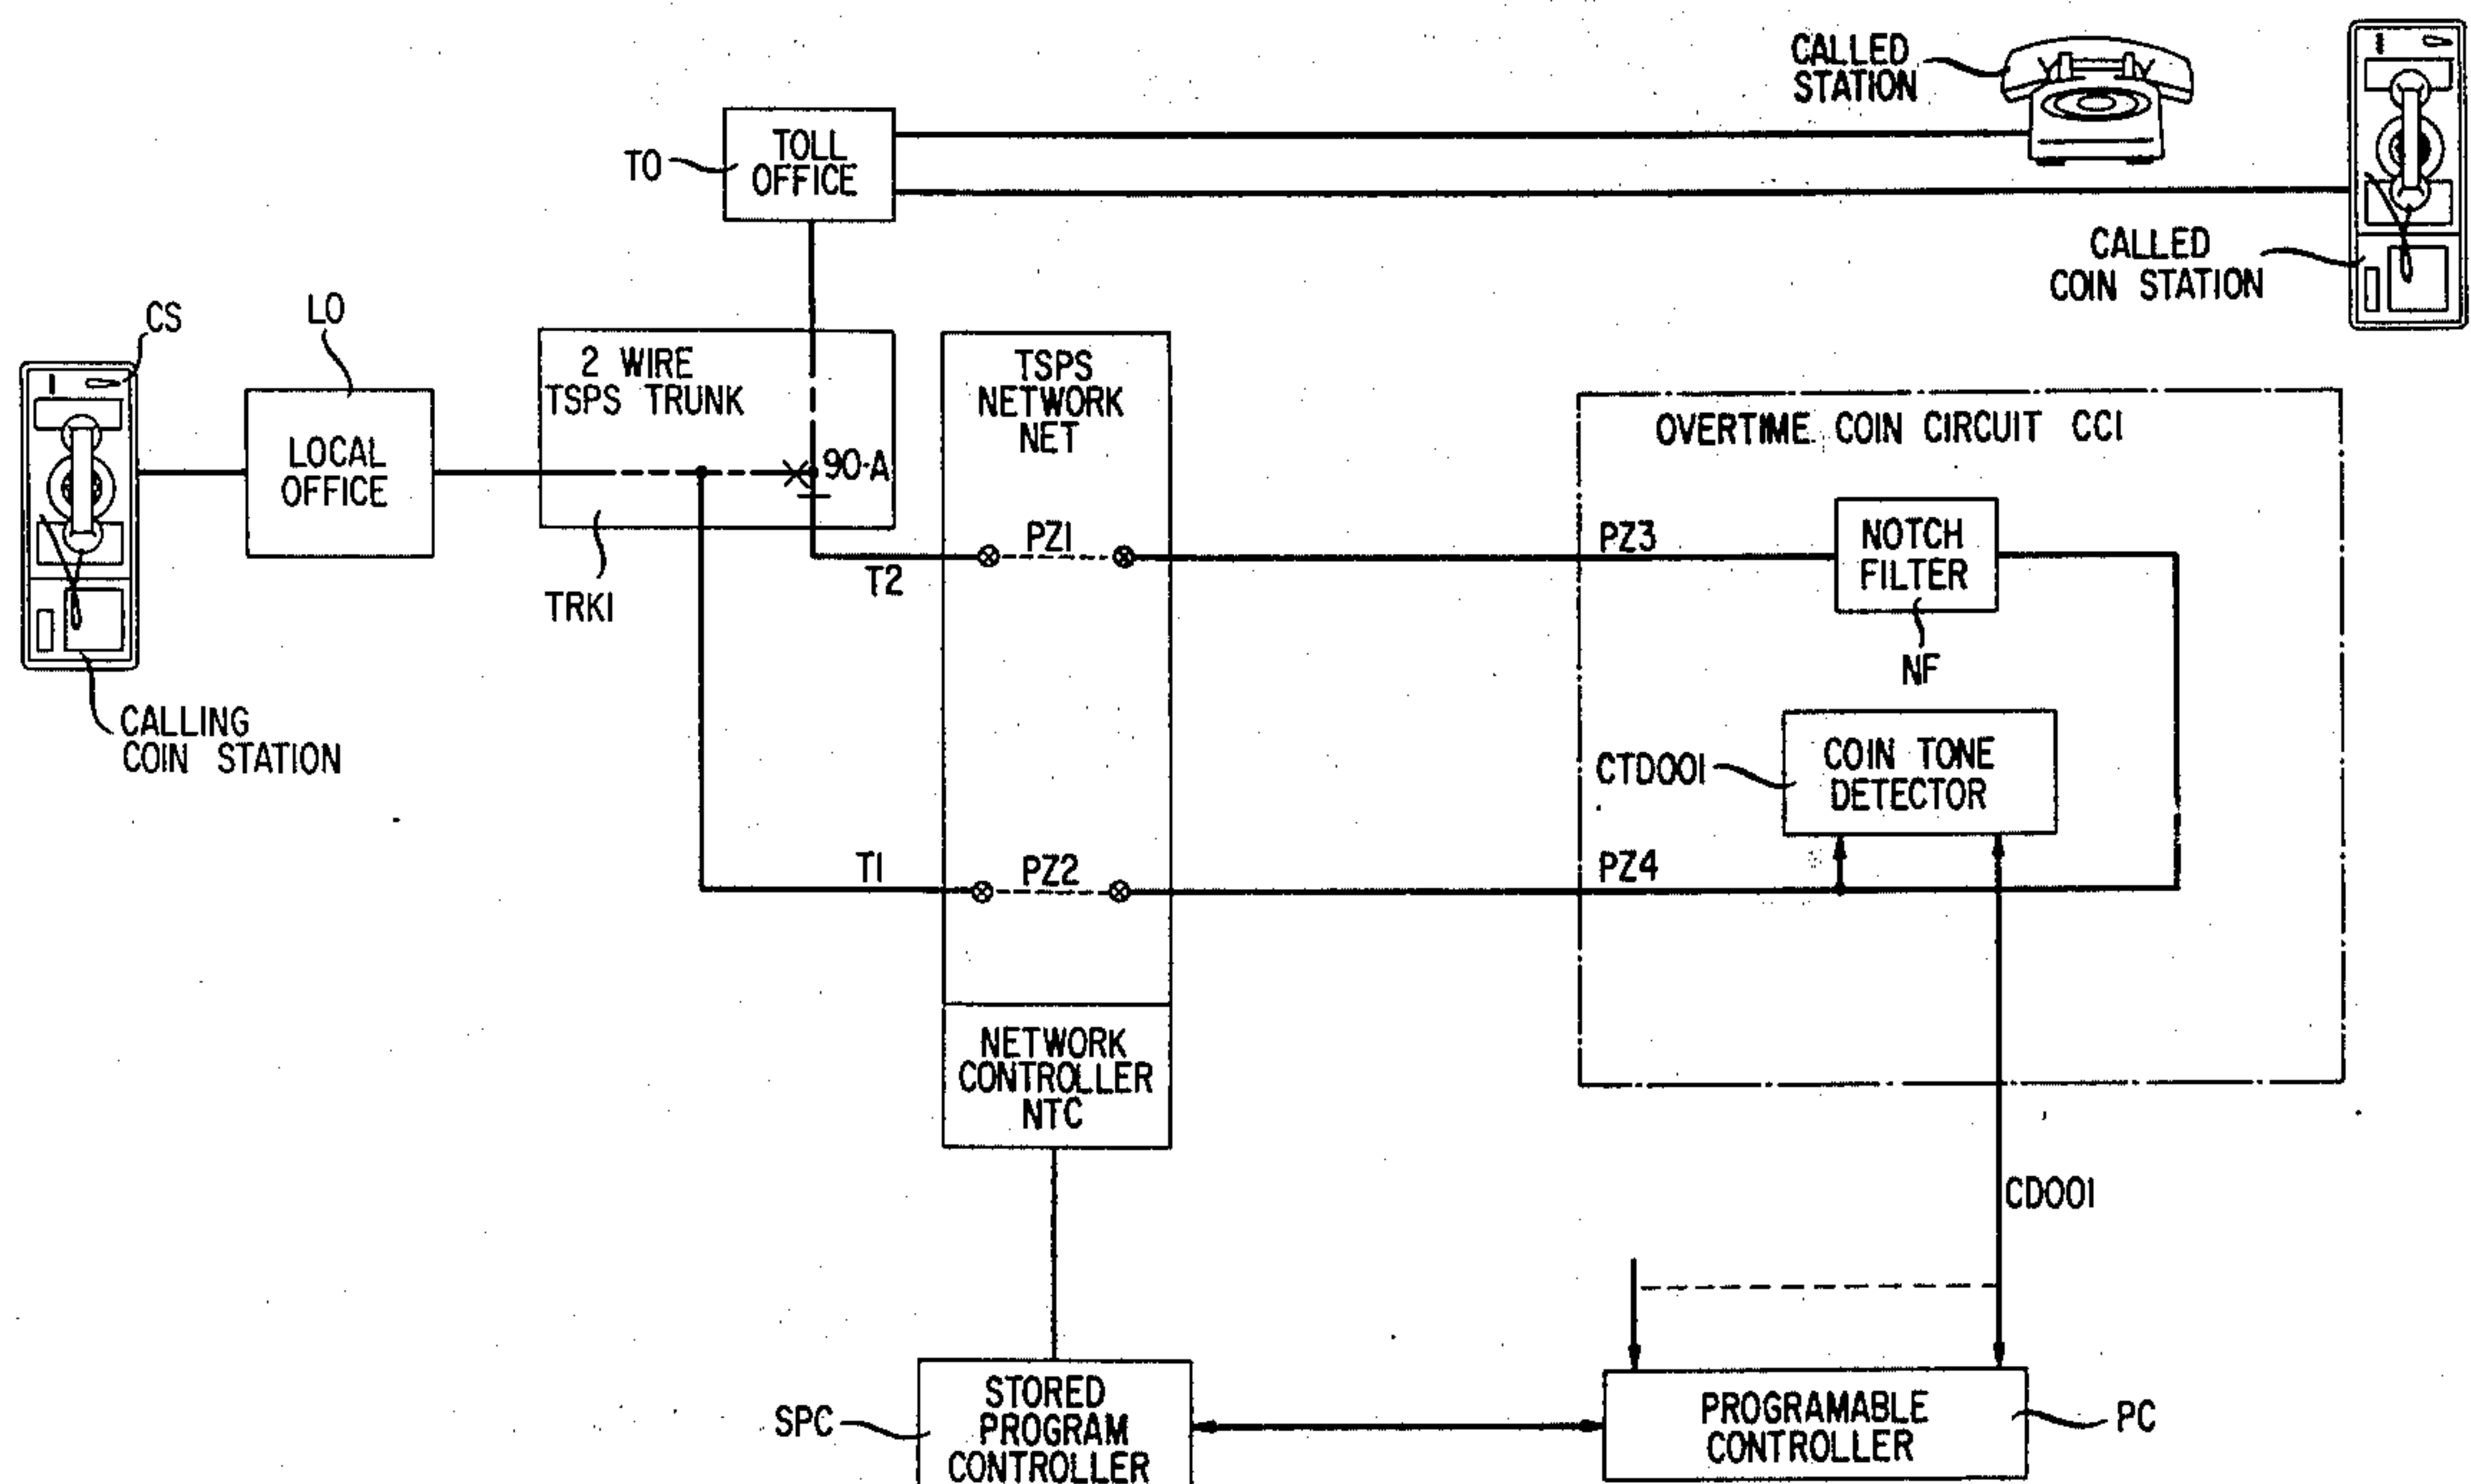 CALLED
STATION
TO
TOLL
OFFICE
CALLED
COIN STATION
CS
LO
LOCAL
OFFICE
2 WIRE
TSPS TRUNK
90-A
TRK1
TSPS
NETWORK
NET
OVERTIME COIN CIRCUIT CC1
PZ1
T2
PZ3
NOTCH
FILTER
NF
CALLING
COIN STATION
CTD001
COIN TONE
DETECTOR
T1
PZ2
PZ4
NETWORK
CONTROLLER
NTC
CD001
SPC
STORED
PROGRAM
CONTROLLER
PROGRAMABLE
CONTROLLER
PC